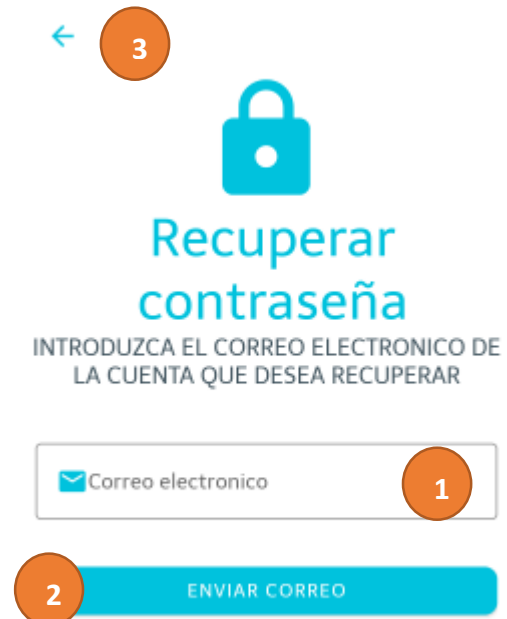 3
Recuperar
contraseña
INTRODUZCA EL CORREO ELECTRONICO DE
LA CUENTA QUE DESEA RECUPERAR
Correo electronico
1
2
ENVIAR CORREO